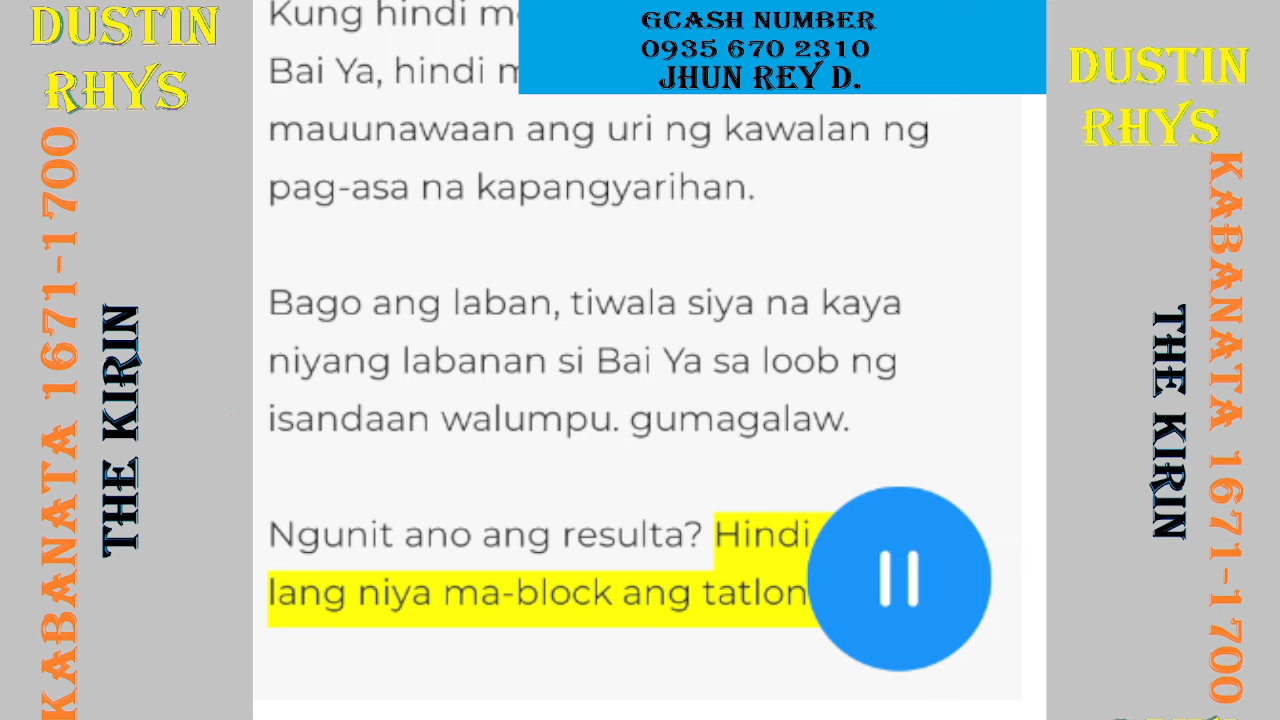 DUSTIN
RHYS
KABANATA 1671-1700
THE KIRIN
Kung hindi
Bai Ya, hindi
mauunawaan ang uri ng kawalan ng
pag-asa na kapangyarihan.
Bago ang laban, tiwala siya na kaya
niyang labanan si Bai Ya sa loob ng
isandaan walumpu. gumagalaw.
Ngunit ano ang resulta? Hindi
lang niya ma-block ang
GCASH NUMBER
0935 670 2310
JHUN REY D.
DUSTIN
RHYS
KABANATA 1671-1700
THE KIRIN